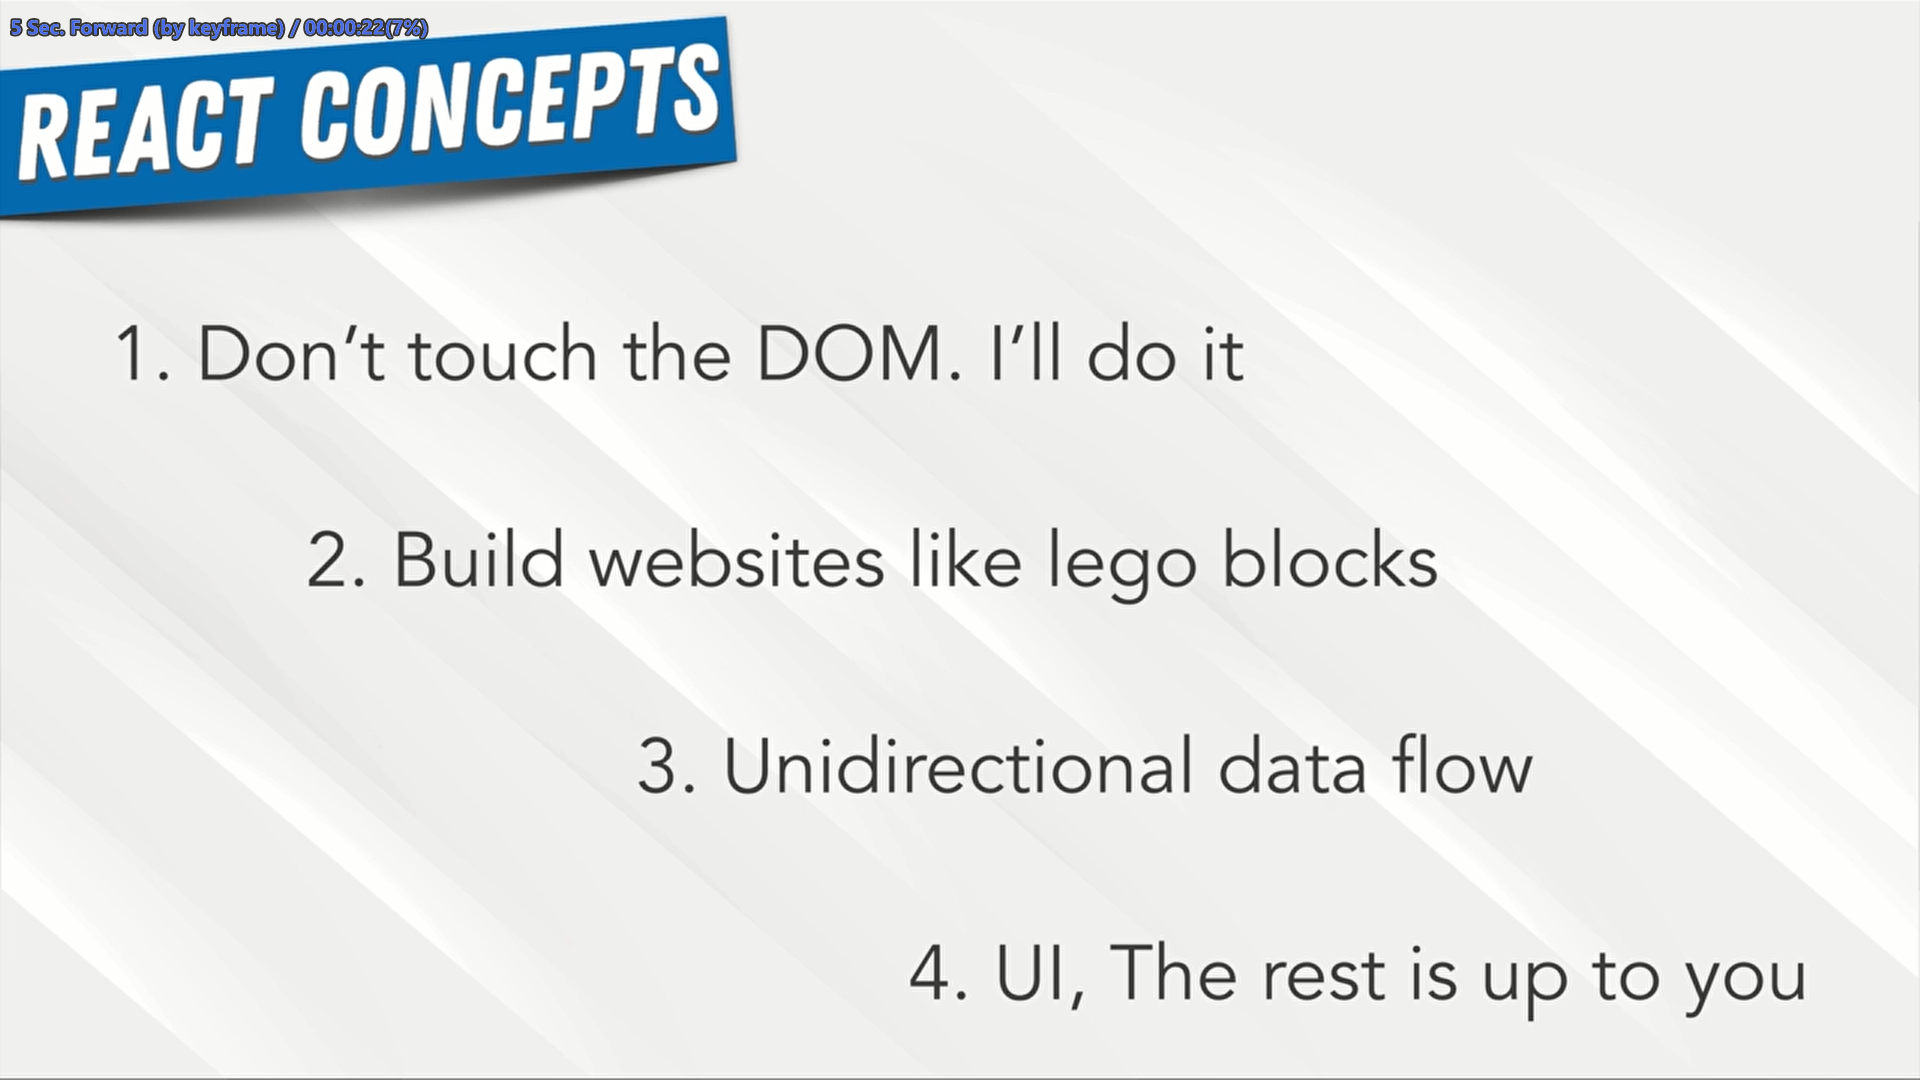 5 Sec. Forward (by keyframe) / 00:00:22(7%)
REACT CONCEPTS
1. Don’t touch the DOM. I’ll do it
2. Build websites like lego blocks
3. Unidirectional data flow
4. UI, The rest is up to you